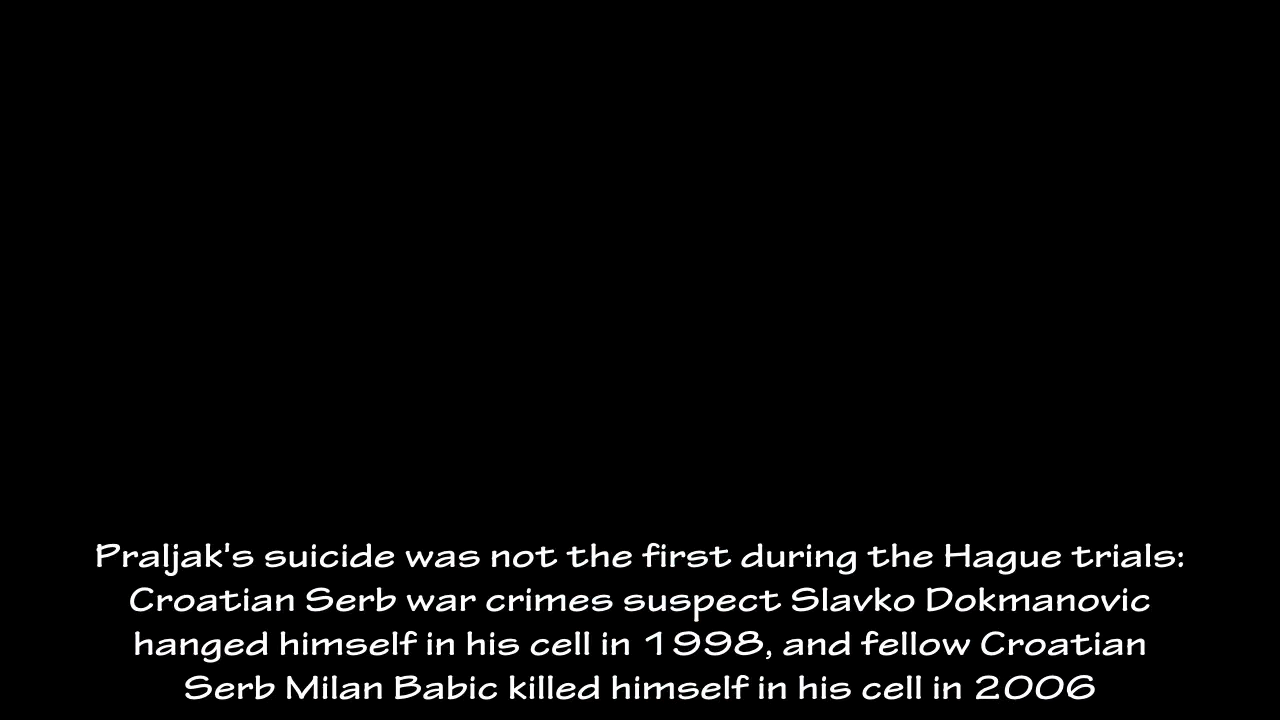 Praljak's suicide was not the first during the Hague trials:
Croatian Serb war crimes suspect Slavko Dokmanovic
hanged himself in his cell in 1998, and fellow Croatian
Serb Milan Babic killed himself in his cell in 2006